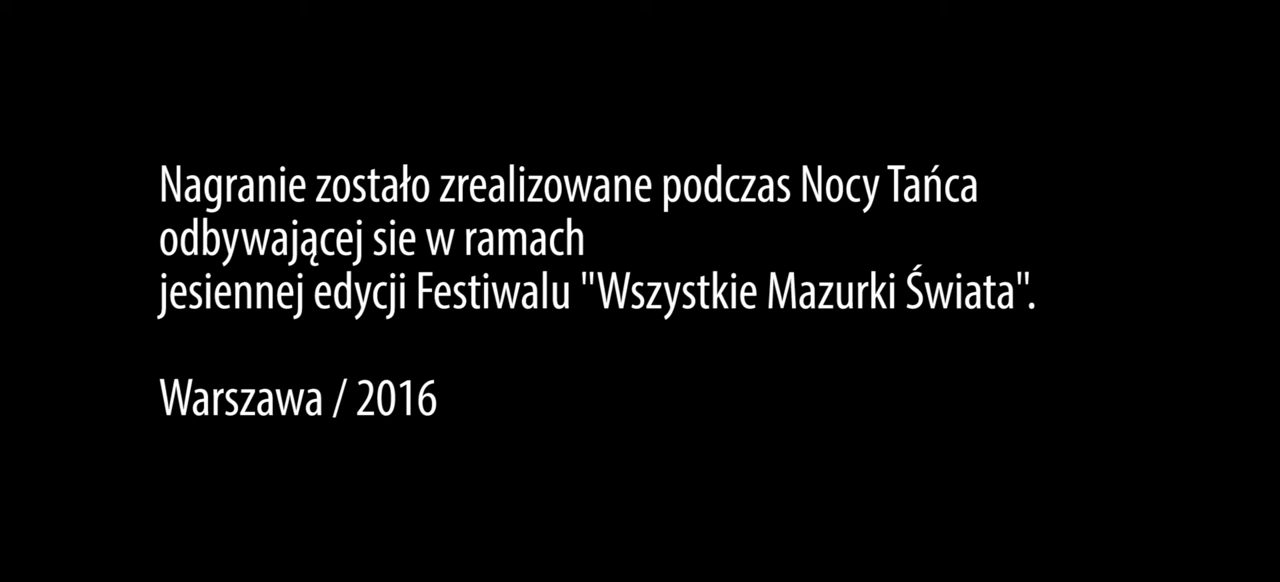 Nagranie zostało zrealizowane podczas Nocy Tańca
odbywającej sie w ramach
jesiennej edycji Festiwalu "Wszystkie Mazurki Świata".
Warszawa / 2016